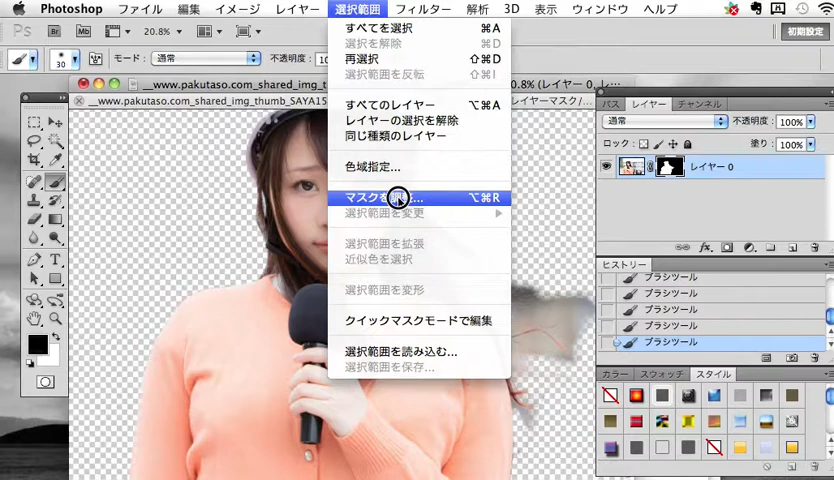 Photoshop ファイル 編集 イメージ レイヤー 選択範囲 フィルター 解析 3D 表示 ウィンドウ ヘルプ
Ps Br Mb 20.8% 初期設定
30 モード: 通常 不透明度: 10
__www.pakutaso.com_shared_img_t 0.8% (レイヤー 0, レ
__www.pakutaso.com_shared_img_thumb_SAYA15 レイヤーマスク/
すべてを選択 ⌘A
選択を解除 ⌘D
再選択 ⇧⌘D
選択範囲を反転 ⇧⌘I
すべてのレイヤー ⌥⌘A
レイヤーの選択を解除
同じ種類のレイヤー
色域指定...
マスクを ... ⌥⌘R
選択範囲を変更
選択範囲を拡張
近似色を選択
選択範囲を変形
クイックマスクモードで編集
選択範囲を読み込む...
選択範囲を保存...
パス レイヤー チャンネル
通常 不透明度: 100%
ロック: 塗り: 100%
レイヤー 0
ヒストリー
ブラシツール
ブラシツール
ブラシツール
ブラシツール
ブラシツール
カラー スウォッチ スタイル